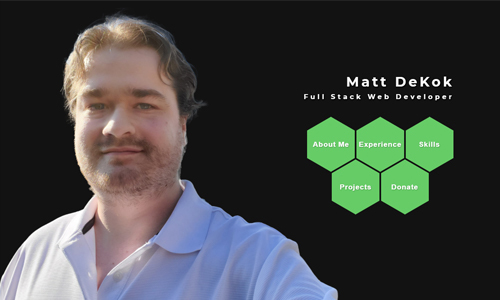 Matt DeKok
Full Stack Web Developer
About Me Experience Skills
Projects Donate